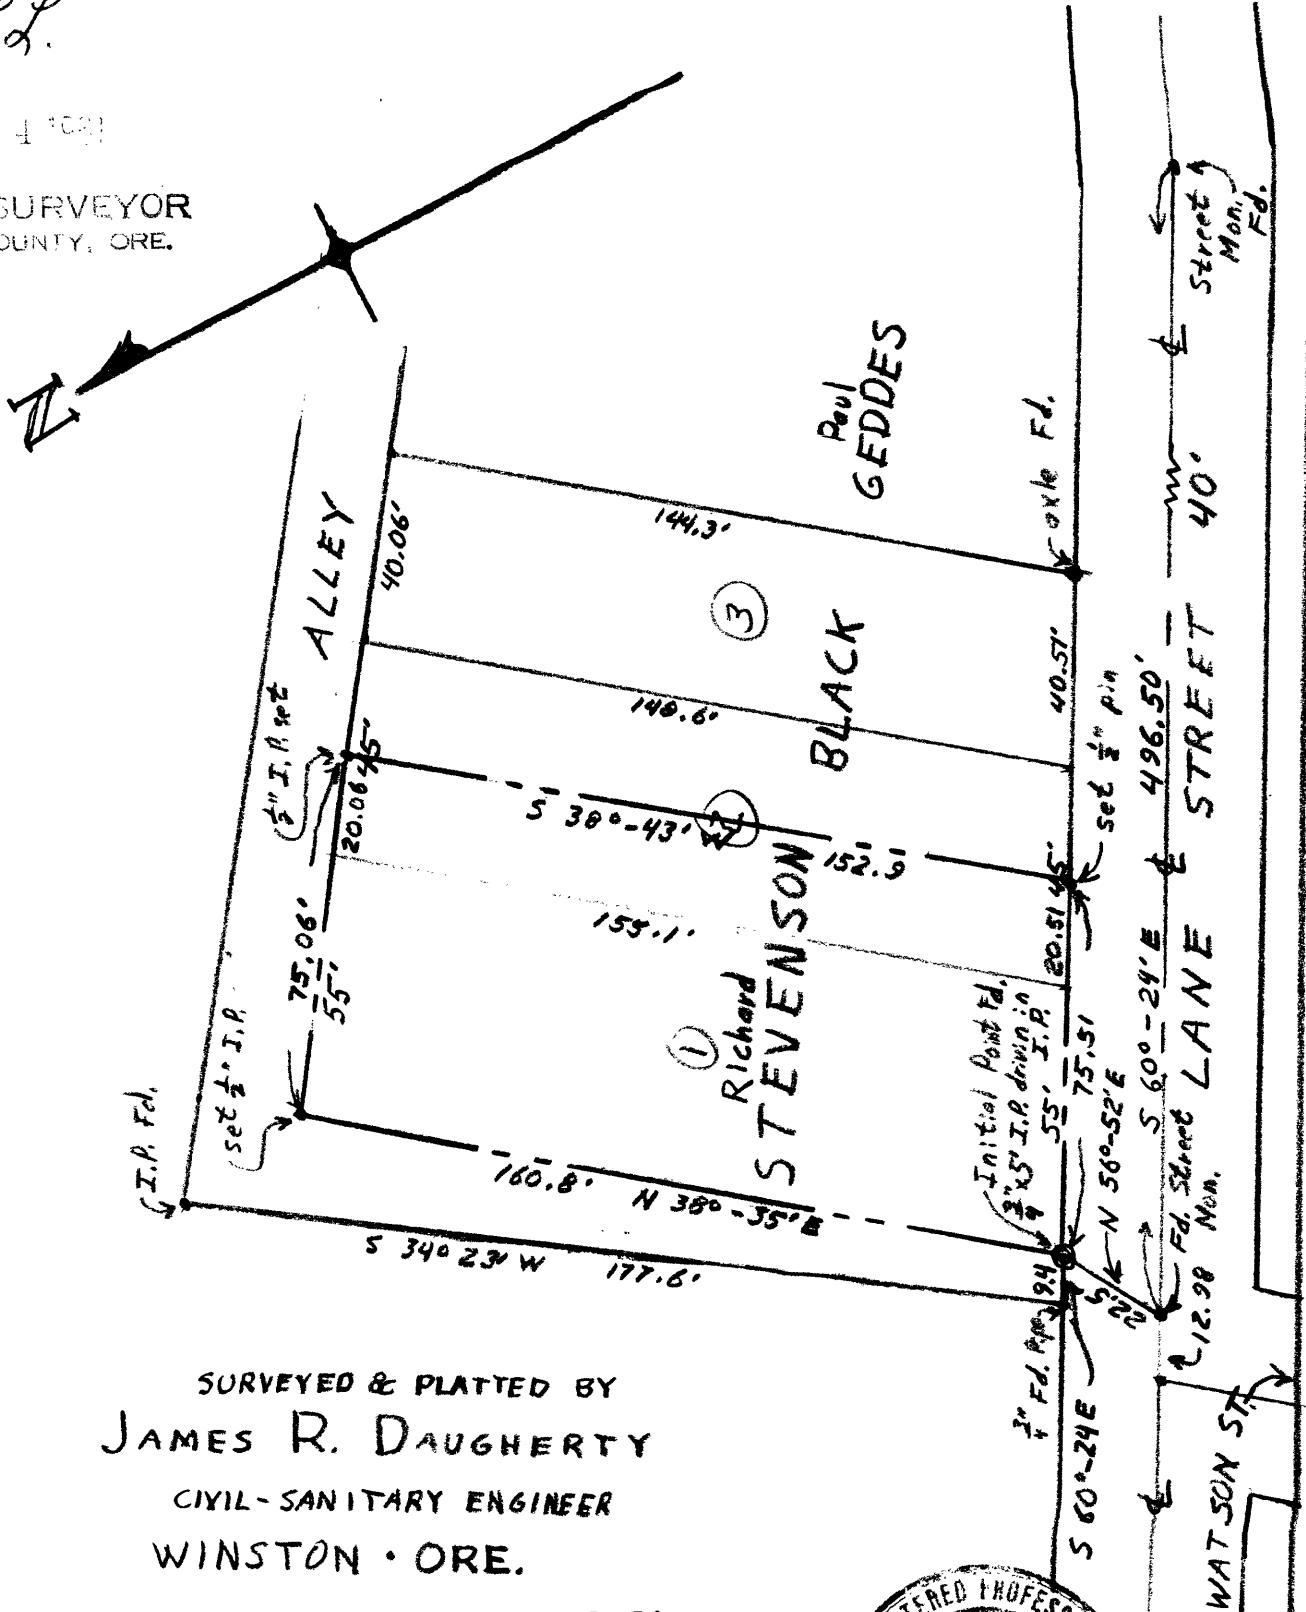 SURVEYOR
OUNTY, ORE.
N
ALLEY
40.06'
144.3'
Paul
GEDDES
axle Fd.
Street
Mon.
Fd.
40'
3
BLACK
148.6'
40.51'
1/2" I.P. set
45'
20.06
S 38°-43' W
152.9
set 1/2" pin
45'
20.51
496.50'
S 60°-24' E
LANE STREET
155.1'
75.06'
55'
1
Richard
STEVENSON
set 1/2" I.P.
I.P. Fd.
Initial Point Fd.
3/4" x 5' I.P. driven in
55' I.P.
75.51
N 56°-52' E
Fd. Street
Mon.
12.98
22.5
160.8'
N 38°-35' E
S 34° 23' W
177.6'
9.4
3/4" Fd. Pipe
S 60°-24 E
WATSON ST.
SURVEYED & PLATTED BY
JAMES R. DAUGHERTY
CIVIL-SANITARY ENGINEER
WINSTON · ORE.
TERED PROFESS